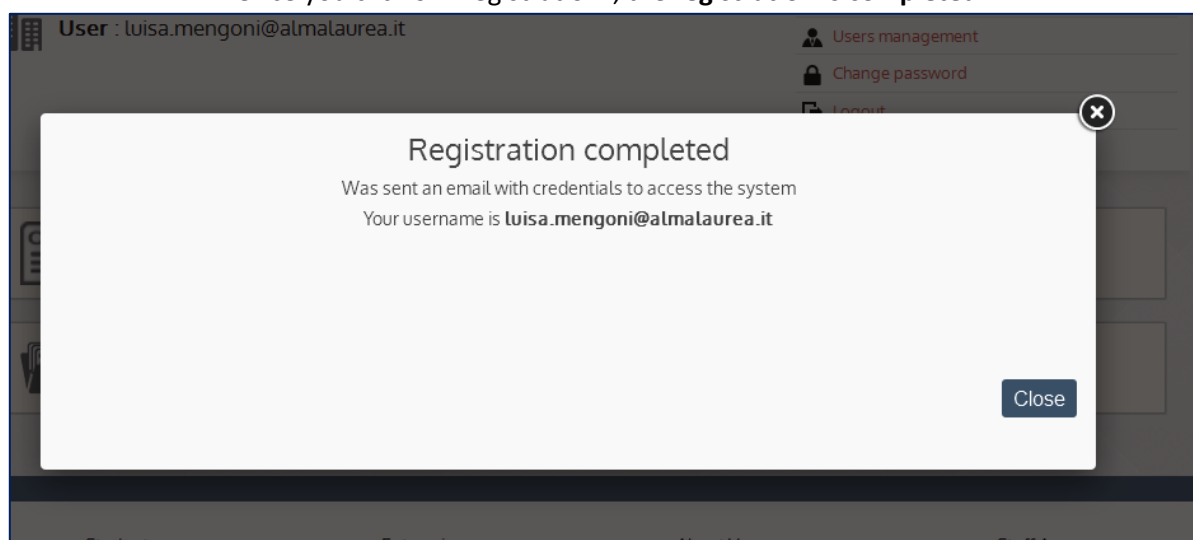 User : luisa.mengoni@almalaurea.it
Users management
Change password
Logout
Registration completed
Was sent an email with credentials to access the system
Your username is luisa.mengoni@almalaurea.it
Close